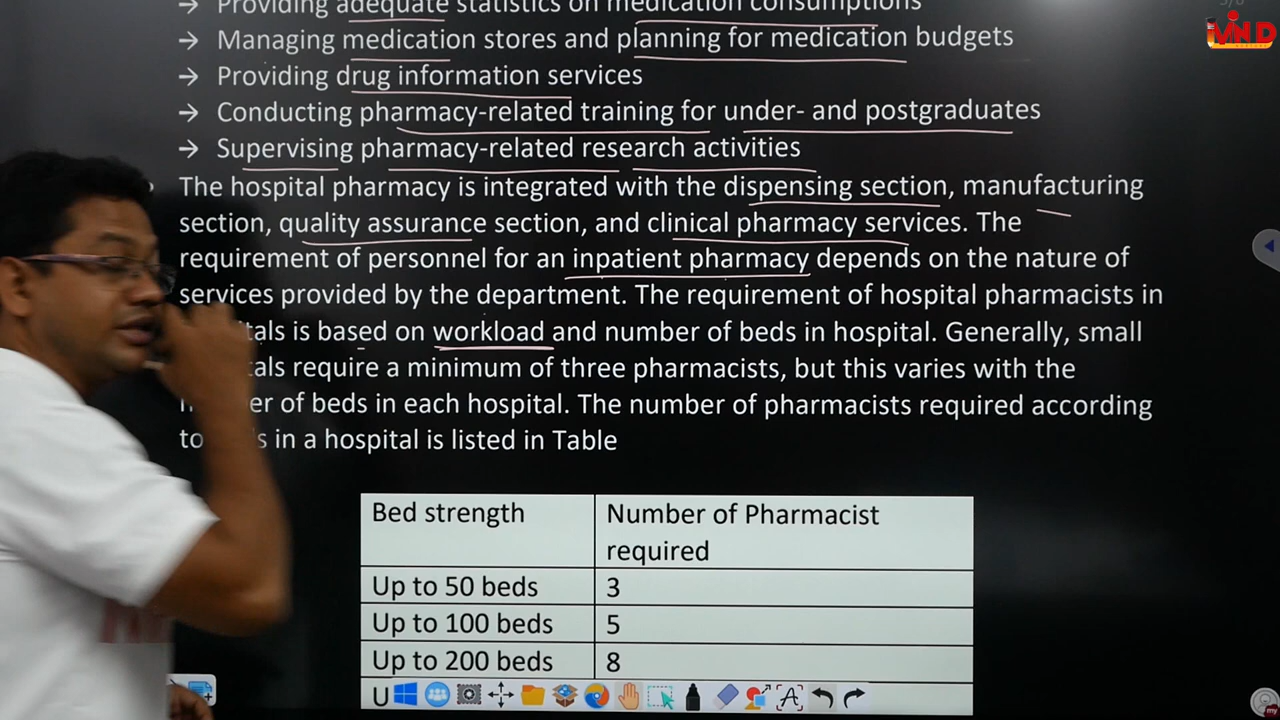 → Providing adequate statistics on medication consumptions
→ Managing medication stores and planning for medication budgets
→ Providing drug information services
→ Conducting pharmacy-related training for under- and postgraduates
→ Supervising pharmacy-related research activities
The hospital pharmacy is integrated with the dispensing section, manufacturing
section, quality assurance section, and clinical pharmacy services. The
requirement of personnel for an inpatient pharmacy depends on the nature of
services provided by the department. The requirement of hospital pharmacists in
is based on workload and number of beds in hospital. Generally, small
require a minimum of three pharmacists, but this varies with the
of beds in each hospital. The number of pharmacists required according
to in a hospital is listed in Table
Bed strength Number of Pharmacist
required
Up to 50 beds 3
Up to 100 beds 5
Up to 200 beds 8